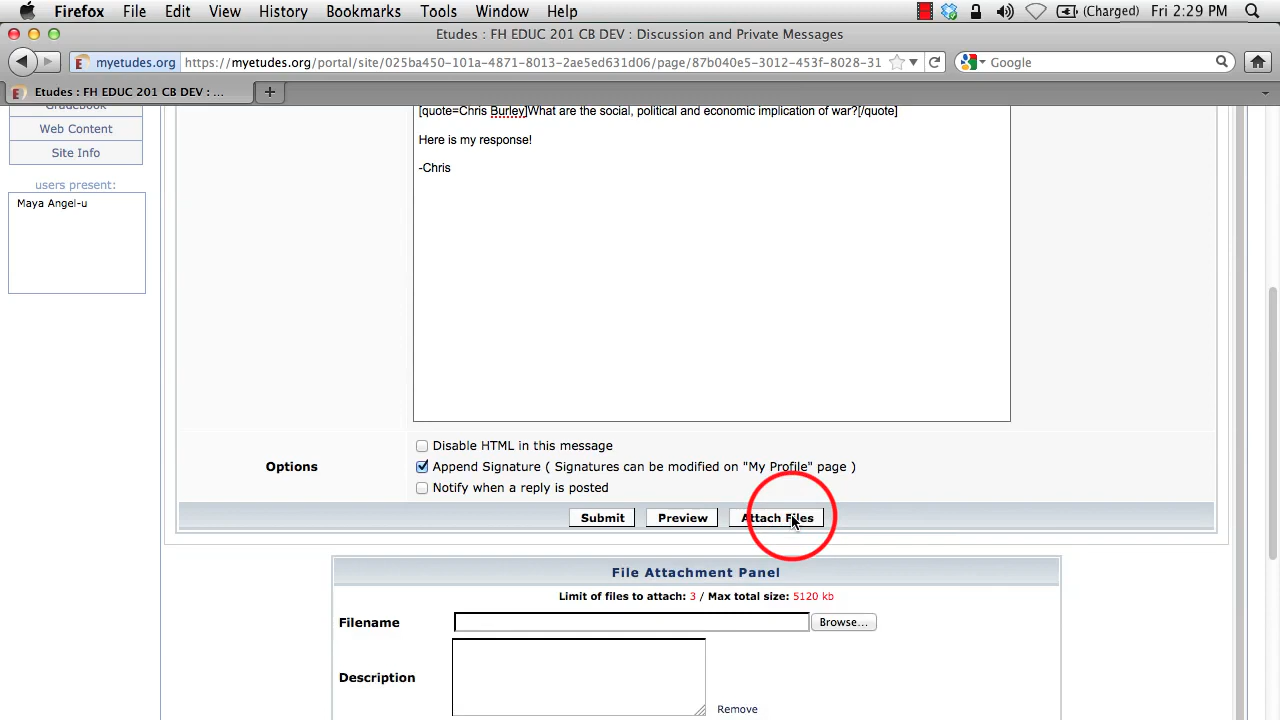 Firefox File Edit View History Bookmarks Tools Window Help (Charged) Fri 2:29 PM
Etudes : FH EDUC 201 CB DEV : Discussion and Private Messages
myetudes.org https://myetudes.org/portal/site/025ba450-101a-4871-8013-2ae5ed631d06/page/87b040e5-3012-453f-8028-31 Google
Etudes : FH EDUC 201 CB DEV : ...
Gradebook
Web Content
Site Info
users present:
Maya Angel-u
[quote=Chris Burley]What are the social, political and economic implication of war?[/quote]
Here is my response!
-Chris
Options
Disable HTML in this message
Append Signature ( Signatures can be modified on "My Profile" page )
Notify when a reply is posted
Submit Preview Attach Files
File Attachment Panel
Limit of files to attach: 3 / Max total size: 5120 kb
Filename Browse...
Description
Remove